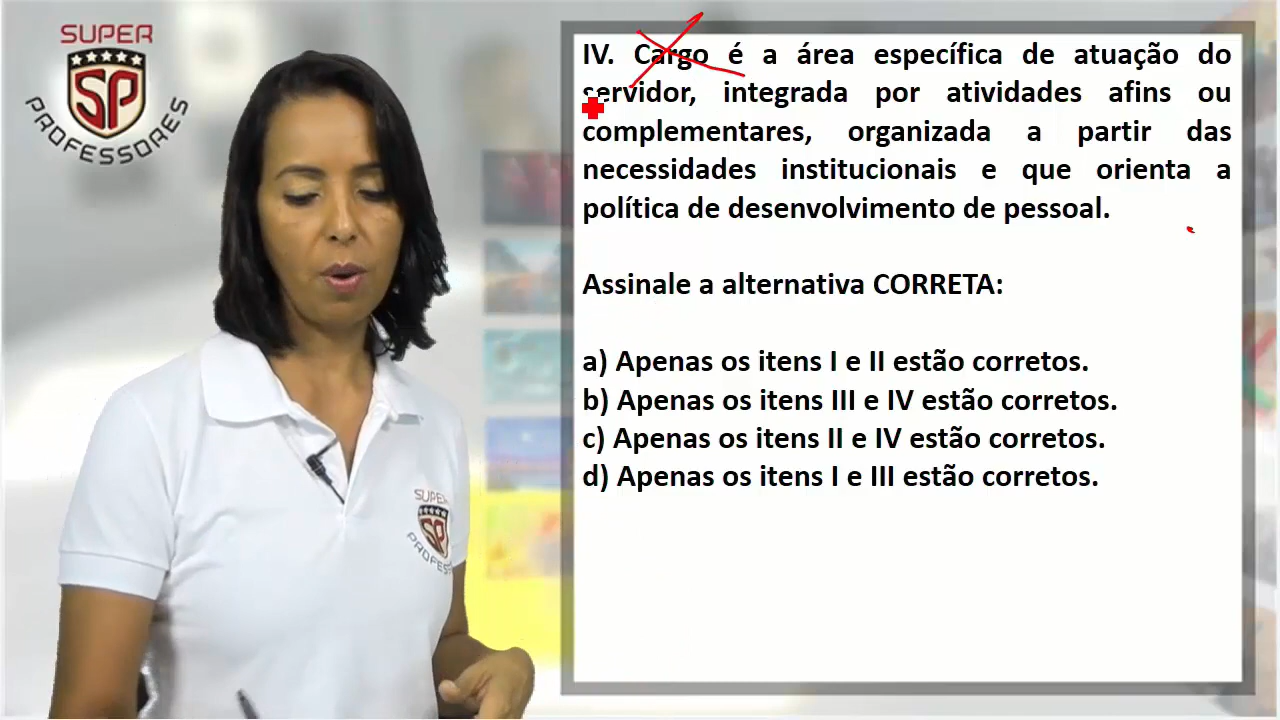 SUPER
SP
PROFESSORES
IV. Cargo é a área específica de atuação do
servidor, integrada por atividades afins ou
complementares, organizada a partir das
necessidades institucionais e que orienta a
política de desenvolvimento de pessoal.
Assinale a alternativa CORRETA:
a) Apenas os itens I e II estão corretos.
b) Apenas os itens III e IV estão corretos.
c) Apenas os itens II e IV estão corretos.
d) Apenas os itens I e III estão corretos.
SUPER
SP